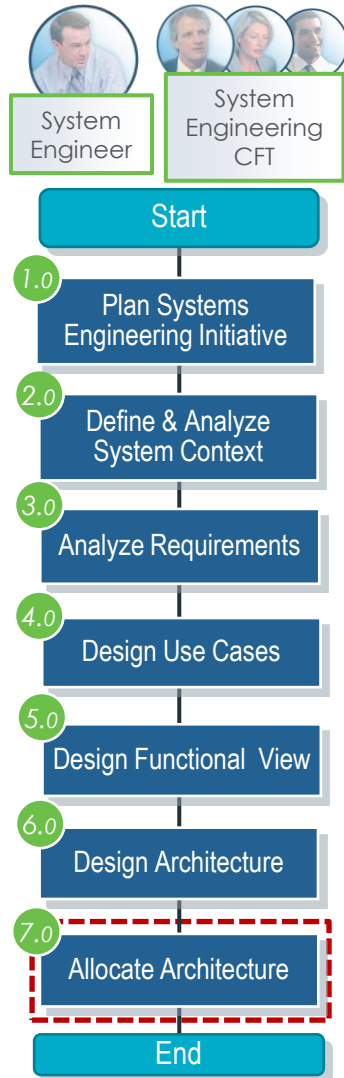 System
Engineer
System
Engineering
CFT
Start
1.0
Plan Systems
Engineering Initiative
2.0
Define & Analyze
System Context
3.0
Analyze Requirements
4.0
Design Use Cases
5.0
Design Functional View
6.0
Design Architecture
7.0
Allocate Architecture
End